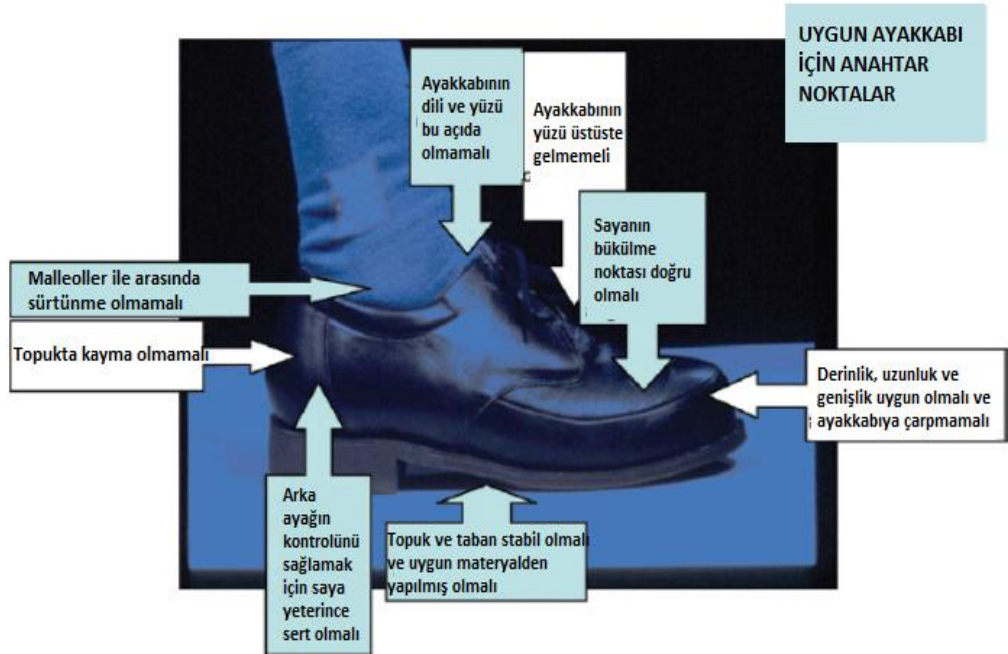 UYGUN AYAKKABI
İÇİN ANAHTAR
NOKTALAR
Ayakkabının
dili ve yüzü
bu açıda
olmamalı
Ayakkabının
yüzü üstüste
gelmemeli
Sayanın
bükülme
noktası doğru
olmalı
Malleoller ile arasında
sürtünme olmamalı
Topukta kayma olmamalı
Derinlik, uzunluk ve
genişlik uygun olmalı ve
ayakkabıya çarpmamalı
Arka
ayağın
kontrolünü
sağlamak
için saya
yeterince
sert olmalı
Topuk ve taban stabil olmalı
ve uygun materyalden
yapılmış olmalı